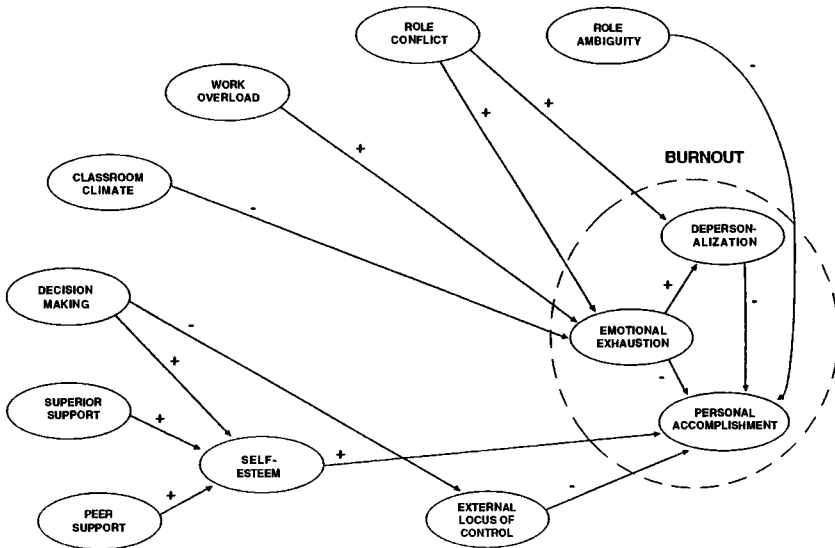 ROLE
CONFLICT
ROLE
AMBIGUITY
-
WORK
OVERLOAD
+
+
+
BURNOUT
CLASSROOM
CLIMATE
-
DEPERSON-
ALIZATION
DECISION
MAKING
-
+
-
EMOTIONAL
EXHAUSTION
+
-
SUPERIOR
SUPPORT
+
PERSONAL
ACCOMPLISHMENT
SELF-
ESTEEM
+
+
-
PEER
SUPPORT
EXTERNAL
LOCUS OF
CONTROL